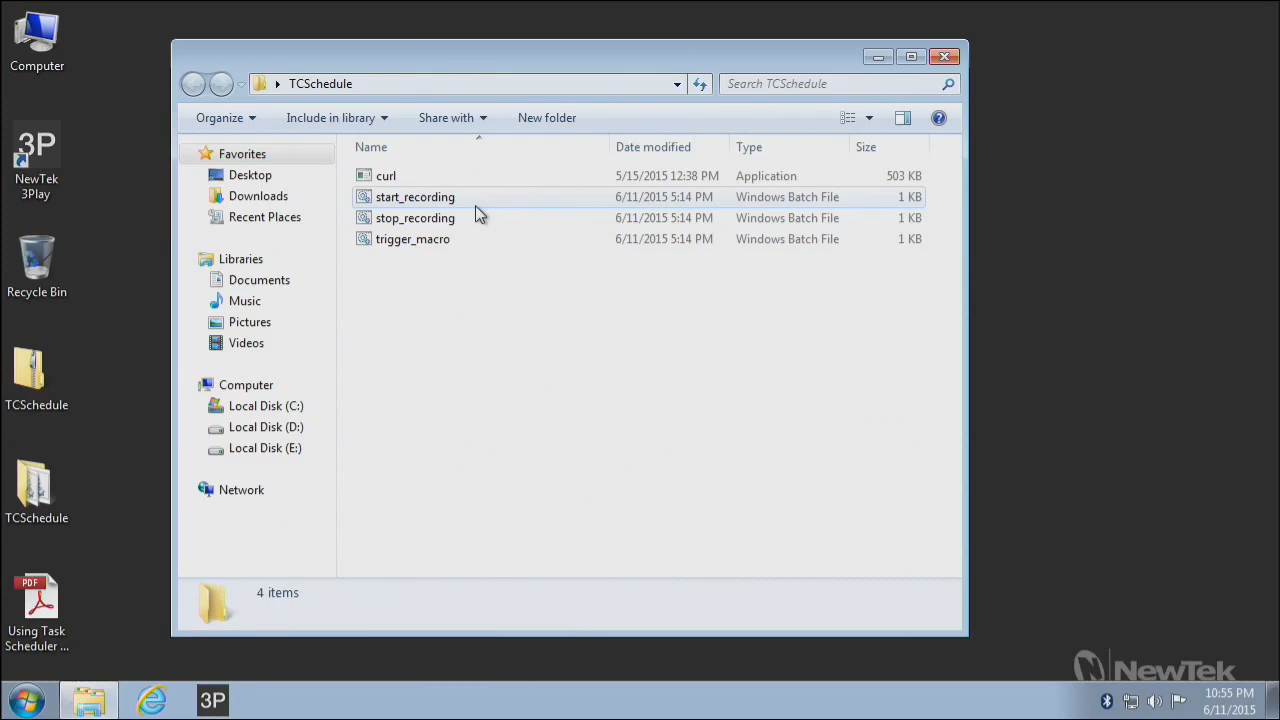 Computer
3P
NewTek
3Play
Recycle Bin
TCSchedule
TCSchedule
PDF
Using Task
Scheduler ...
TCSchedule
Search TCSchedule
Organize
Include in library
Share with
New folder
Favorites
Desktop
Downloads
Recent Places
Libraries
Documents
Music
Pictures
Videos
Computer
Local Disk (C:)
Local Disk (D:)
Local Disk (E:)
Network
Name Date modified Type Size
curl 5/15/2015 12:38 PM Application 503 KB
start_recording 6/11/2015 5:14 PM Windows Batch File 1 KB
stop_recording 6/11/2015 5:14 PM Windows Batch File 1 KB
trigger_macro 6/11/2015 5:14 PM Windows Batch File 1 KB
4 items
NewTek
3P
10:55 PM
6/11/2015